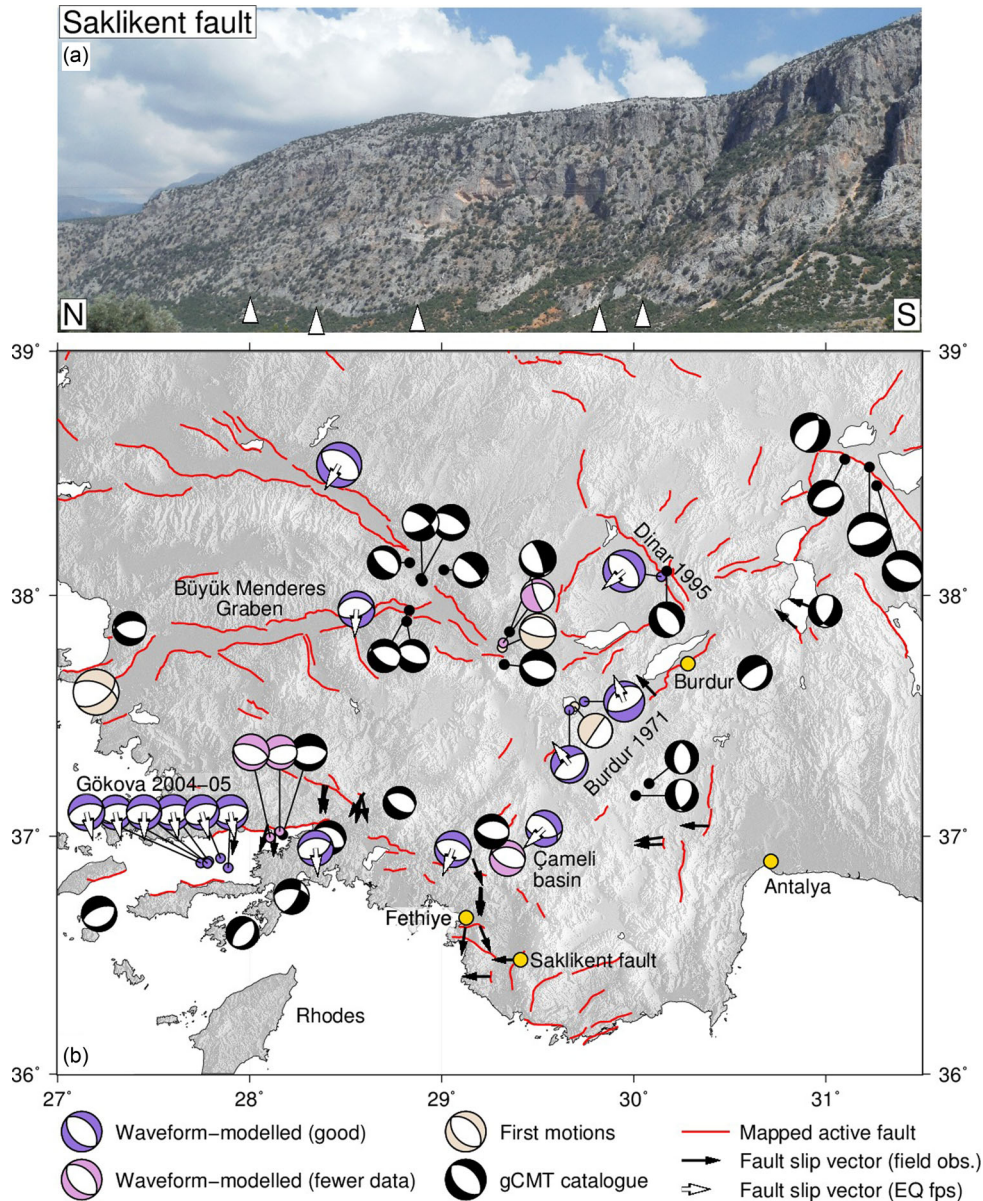 Saklikent fault
(a)
N
S
39°
39°
38°
38°
37°
37°
36°
36°
27°
28°
29°
30°
31°
Büyük Menderes
Graben
Dinar 1995
Burdur
Burdur 1971
Gökova 2004–05
Çameli
basin
Antalya
Fethiye
Saklikent fault
Rhodes
(b)
Waveform–modelled (good)
Waveform–modelled (fewer data)
First motions
gCMT catalogue
Mapped active fault
Fault slip vector (field obs.)
Fault slip vector (EQ fps)